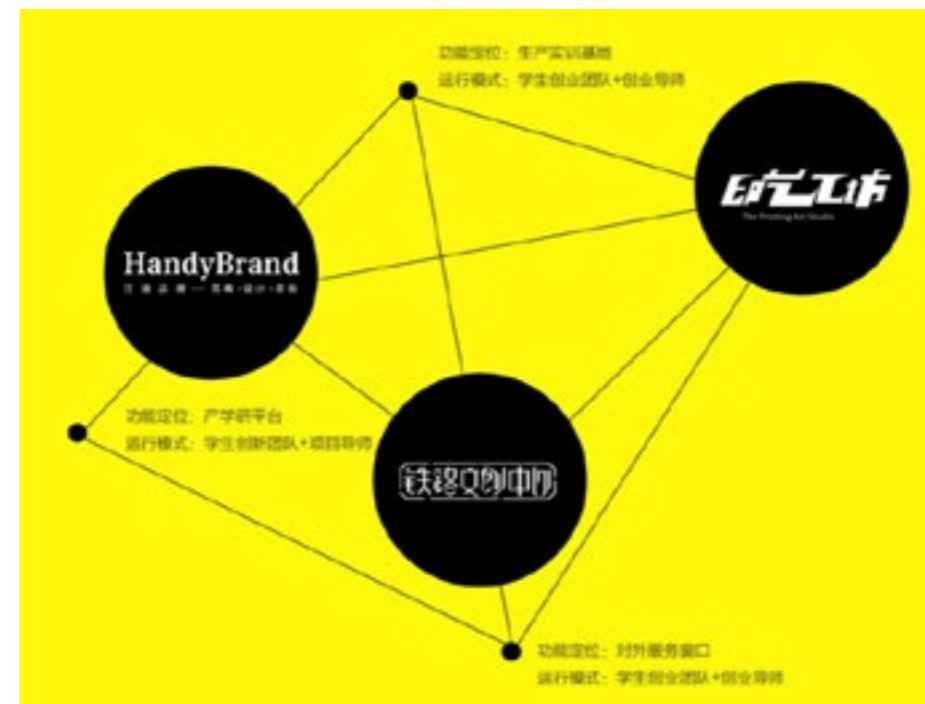 功能定位：生产实训基地
运行模式：学生创业团队+创业导师
印艺工坊
The Printing Art Studio
HandyBrand
功能定位：产学研平台
运行模式：学生创新团队+项目导师
铁路文创中心
功能定位：对外服务窗口
运行模式：学生创业团队+创业导师